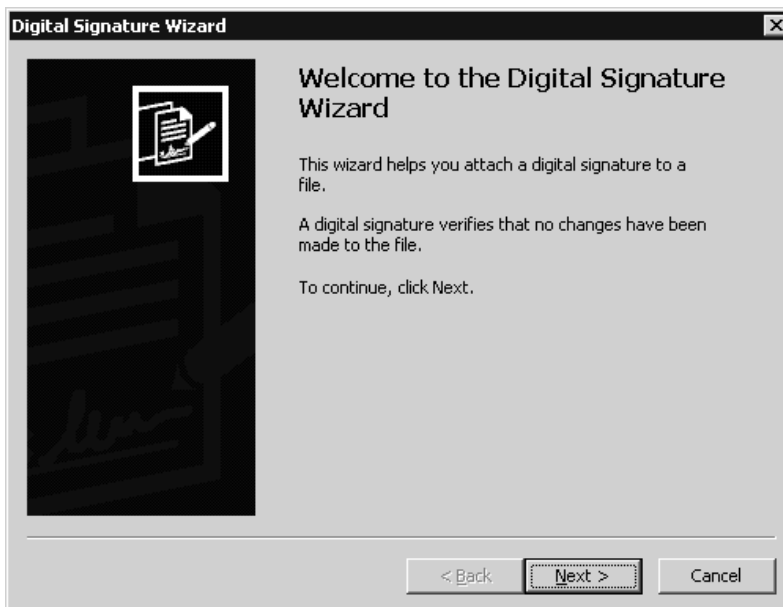 Digital Signature Wizard
Welcome to the Digital Signature
Wizard
This wizard helps you attach a digital signature to a
file.
A digital signature verifies that no changes have been
made to the file.
To continue, click Next.
< Back
Next >
Cancel